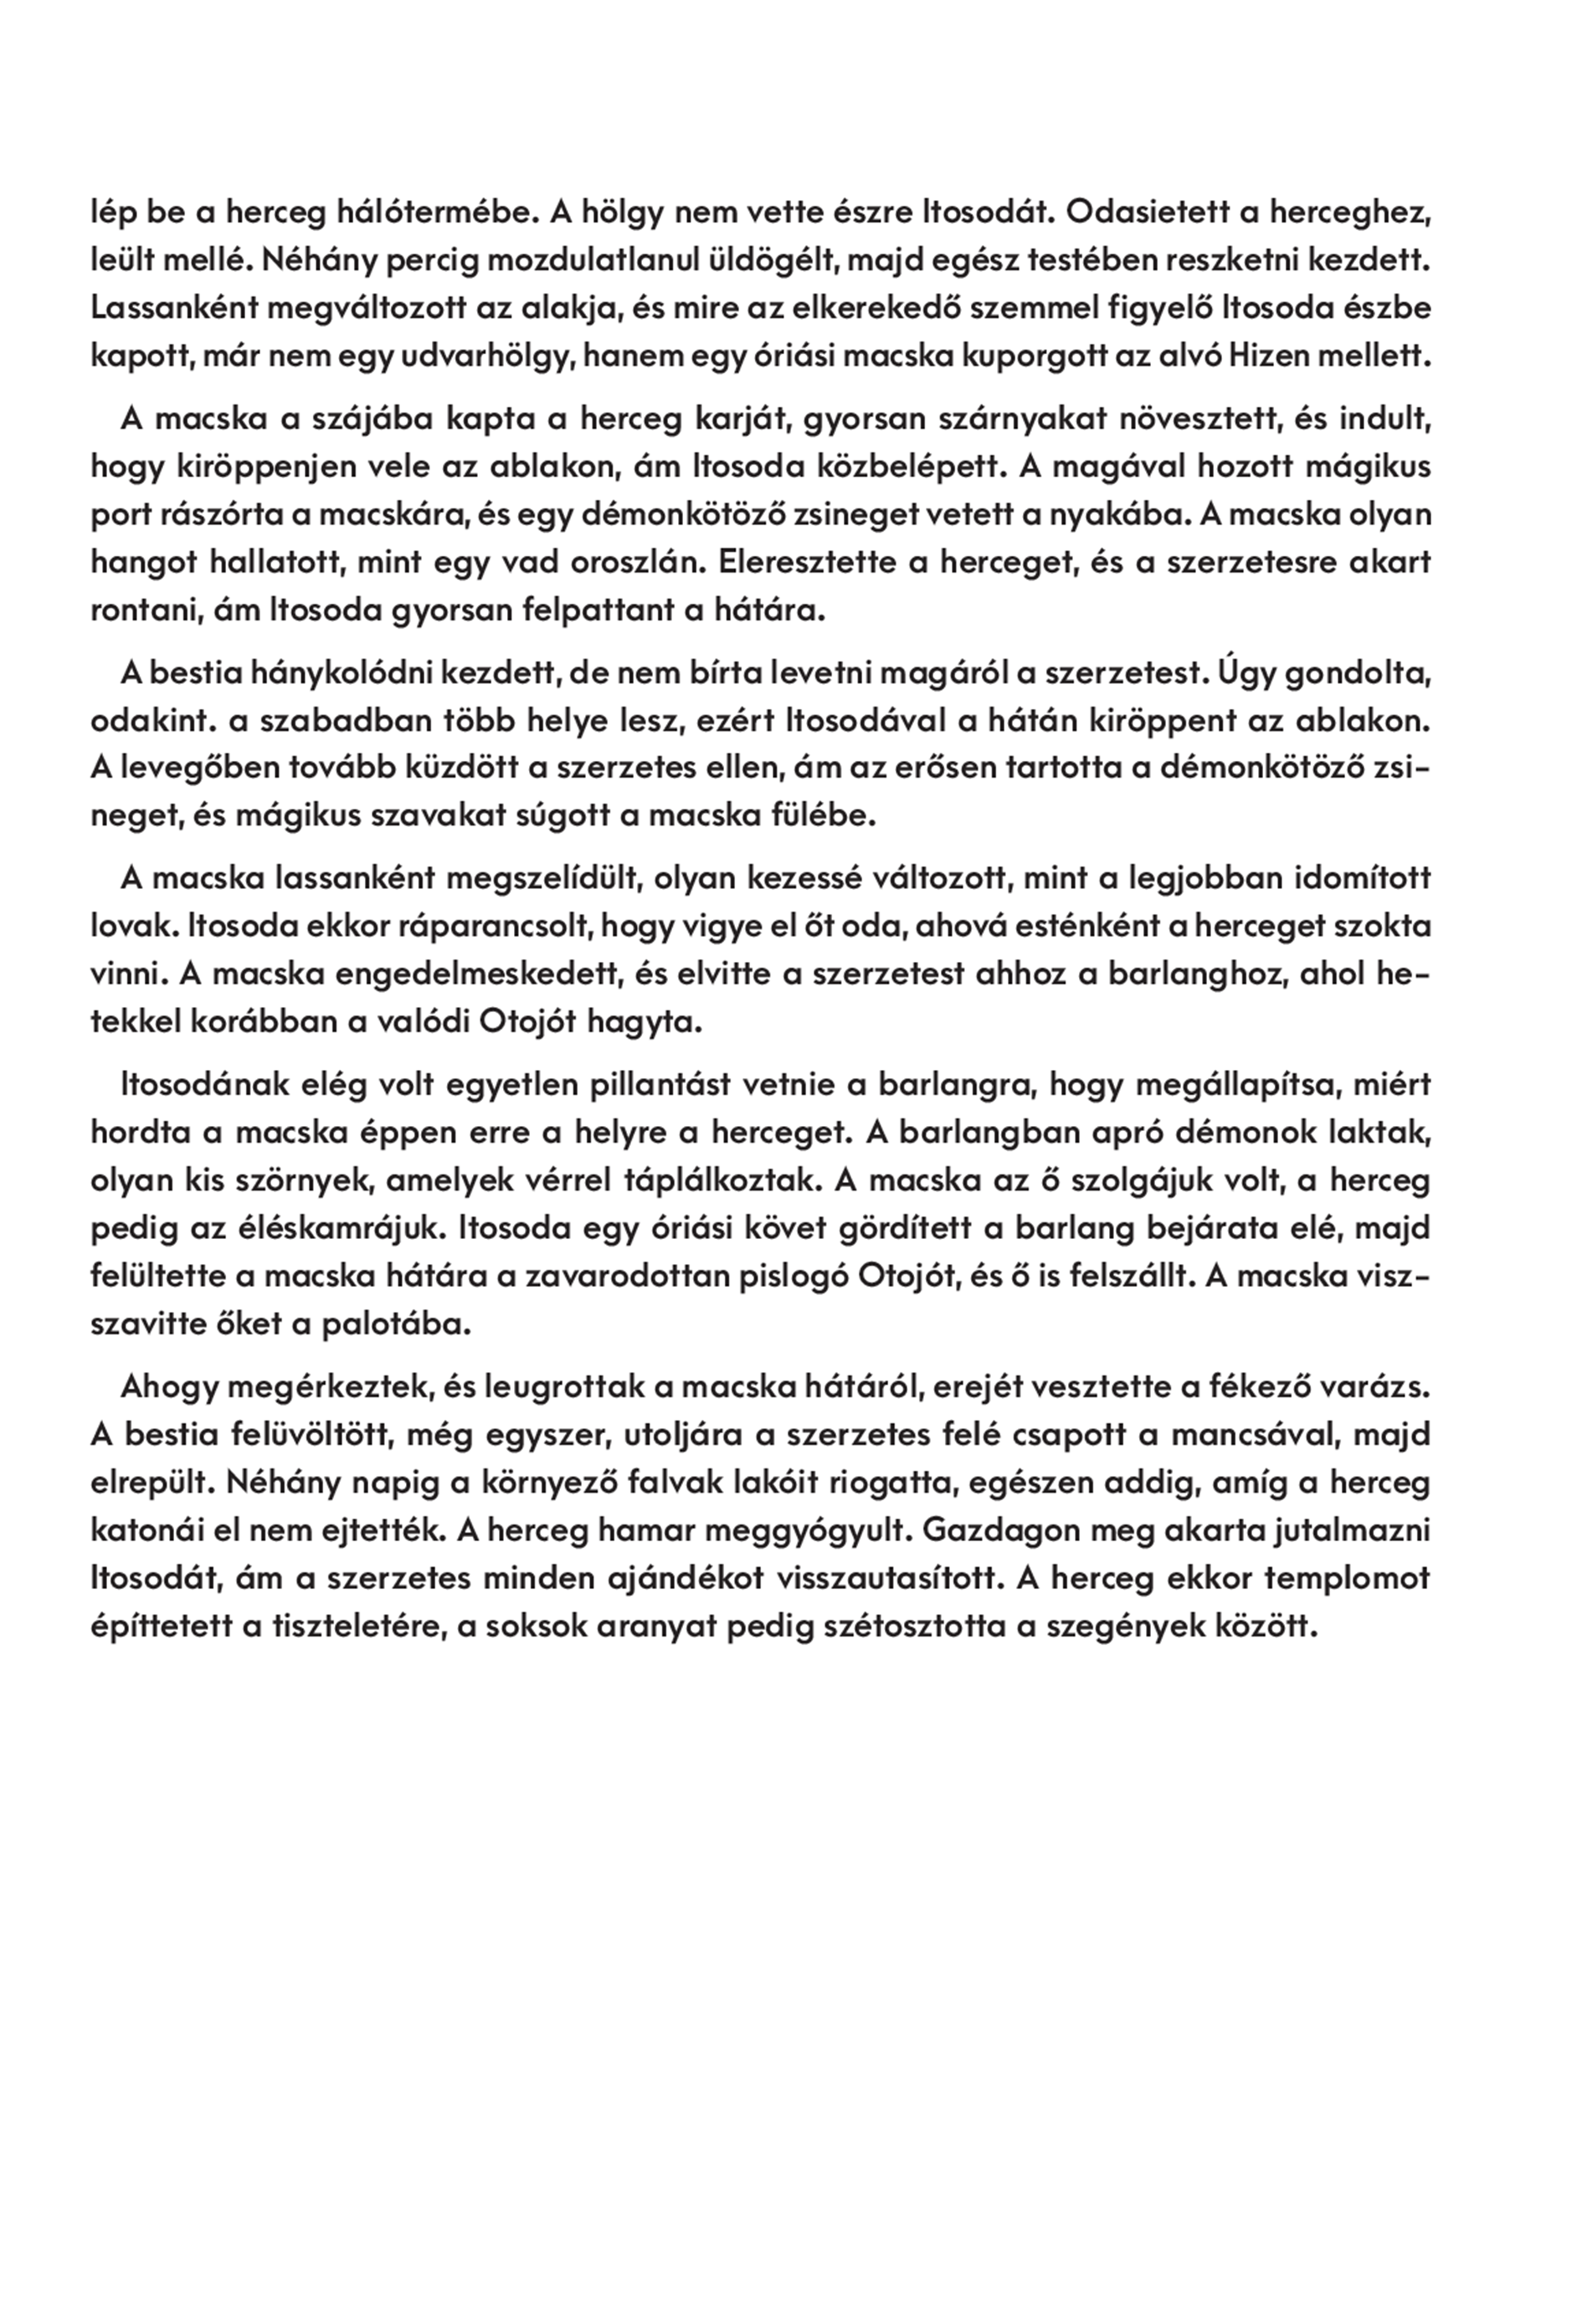 lép be a herceg hálótermébe. A hölgy nem vette észre Itosodát. Odasietett a herceghez,
leült mellé. Néhány percig mozdulatlanul üldögélt, majd egész testében reszketni kezdett.
Lassanként megváltozott az alakja, és mire az elkerekedő szemmel figyelő Itosoda észbe
kapott, már nem egy udvarhölgy, hanem egy óriási macska kuporgott az alvó Hizen mellett.
A macska a szájába kapta a herceg karját, gyorsan szárnyakat növesztett, és indult,
hogy kiröppenjen vele az ablakon, ám Itosoda közbelépett. A magával hozott mágikus
port rászórta a macskára, és egy démonkötöző zsineget vetett a nyakába. A macska olyan
hangot hallatott, mint egy vad oroszlán. Eleresztette a herceget, és a szerzetesre akart
rontani, ám Itosoda gyorsan felpattant a hátára.
A bestia hánykolódni kezdett, de nem bírta levetni magáról a szerzetest. Úgy gondolta,
odakint. a szabadban több helye lesz, ezért Itosodával a hátán kiröppent az ablakon.
A levegőben tovább küzdött a szerzetes ellen, ám az erősen tartotta a démonkötöző zsi-
neget, és mágikus szavakat súgott a macska fülébe.
A macska lassanként megszelídült, olyan kezessé változott, mint a legjobban idomított
lovak. Itosoda ekkor ráparancsolt, hogy vigye el őt oda, ahová esténként a herceget szokta
vinni. A macska engedelmeskedett, és elvitte a szerzetest ahhoz a barlanghoz, ahol he-
tekkel korábban a valódi Otojót hagyta.
Itosodának elég volt egyetlen pillantást vetnie a barlangra, hogy megállapítsa, miért
hordta a macska éppen erre a helyre a herceget. A barlangban apró démonok laktak,
olyan kis szörnyek, amelyek vérrel táplálkoztak. A macska az ő szolgájuk volt, a herceg
pedig az éléskamrájuk. Itosoda egy óriási követ gördített a barlang bejárata elé, majd
felültette a macska hátára a zavarodottan pislogó Otojót, és ő is felszállt. A macska visz-
szavitte őket a palotába.
Ahogy megérkeztek, és leugrottak a macska hátáról, erejét vesztette a fékező varázs.
A bestia felüvöltött, még egyszer, utoljára a szerzetes felé csapott a mancsával, majd
elrepült. Néhány napig a környező falvak lakóit riogatta, egészen addig, amíg a herceg
katonái el nem ejtették. A herceg hamar meggyógyult. Gazdagon meg akarta jutalmazni
Itosodát, ám a szerzetes minden ajándékot visszautasított. A herceg ekkor templomot
építtetett a tiszteletére, a soksok aranyat pedig szétosztotta a szegények között.